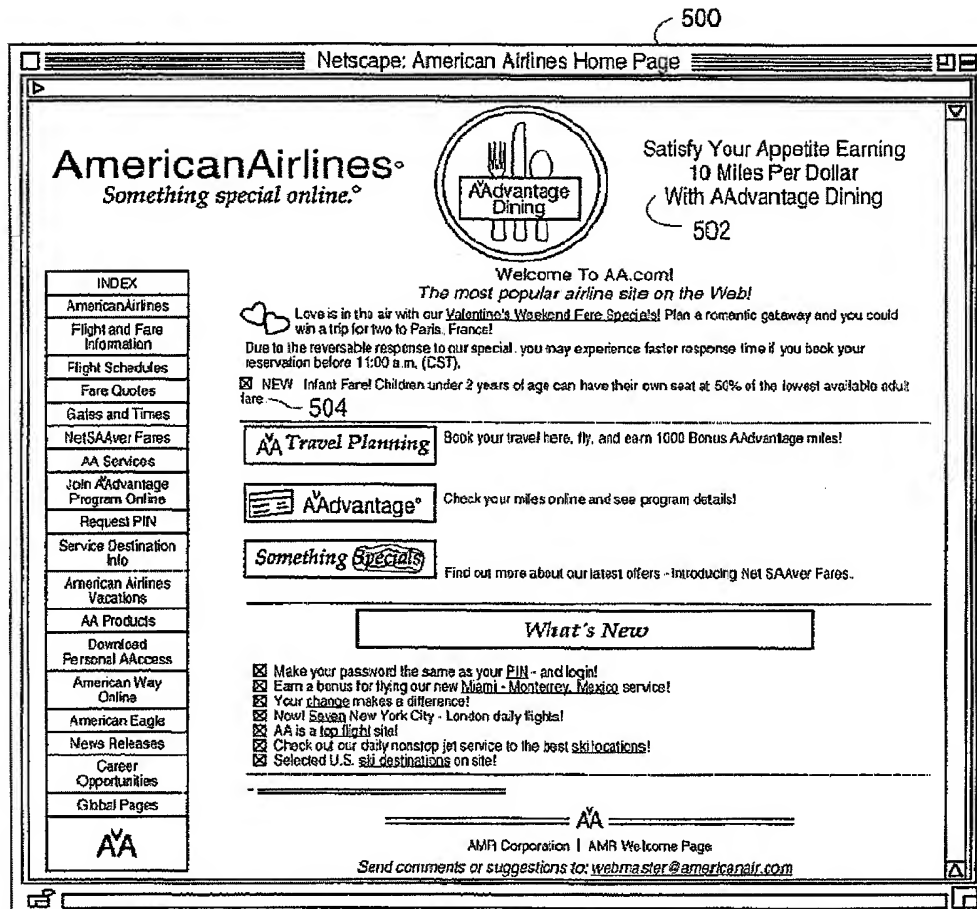 500
Netscape: American Airlines Home Page
AmericanAirlines°
Something special online.°
AAdvantage
Dining
Satisfy Your Appetite Earning
10 Miles Per Dollar
With AAdvantage Dining
502
INDEX
AmericanAirlines
Flight and Fare
Information
Flight Schedules
Fare Quotes
Gates and Times
NetSAAver Fares
AA Services
Join AAdvantage
Program Online
Request PIN
Service Destination
Info
American Airlines
Vacations
AA Products
Download
Personal AAccess
American Way
Online
American Eagle
News Releases
Career
Opportunities
Global Pages
AA
Welcome To AA.com!
The most popular airline site on the Web!
Love is in the air with our Valentine's Weekend Fare Specials! Plan a romantic gataway and you could
win a trip for two to Paris, France!
Due to the reversable response to our special, you may experience faster response time if you book your
reservation before 11:00 a.m. (CST).
NEW Infant Fare! Children under 2 years of age can have their own seat at 50% of the lowest available adult
fare
504
AA Travel Planning
Book your travel here, fly, and earn 1000 Bonus AAdvantage miles!
AAdvantage°
Check your miles online and see program details!
Something Specials
Find out more about our latest offers - Introducing Net SAAver Fares.
What's New
Make your password the same as your PIN - and login!
Earn a bonus for flying our new Miami - Monterrey, Mexico service!
Your change makes a difference!
Now! Seven New York City - London daily flights!
AA is a top flight site!
Check out our daily nonstop jet service to the best ski locations!
Selected U.S. ski destinations on site!
AA
AMR Corporation | AMR Welcome Page
Send comments or suggestions to: webmaster@americanair.com